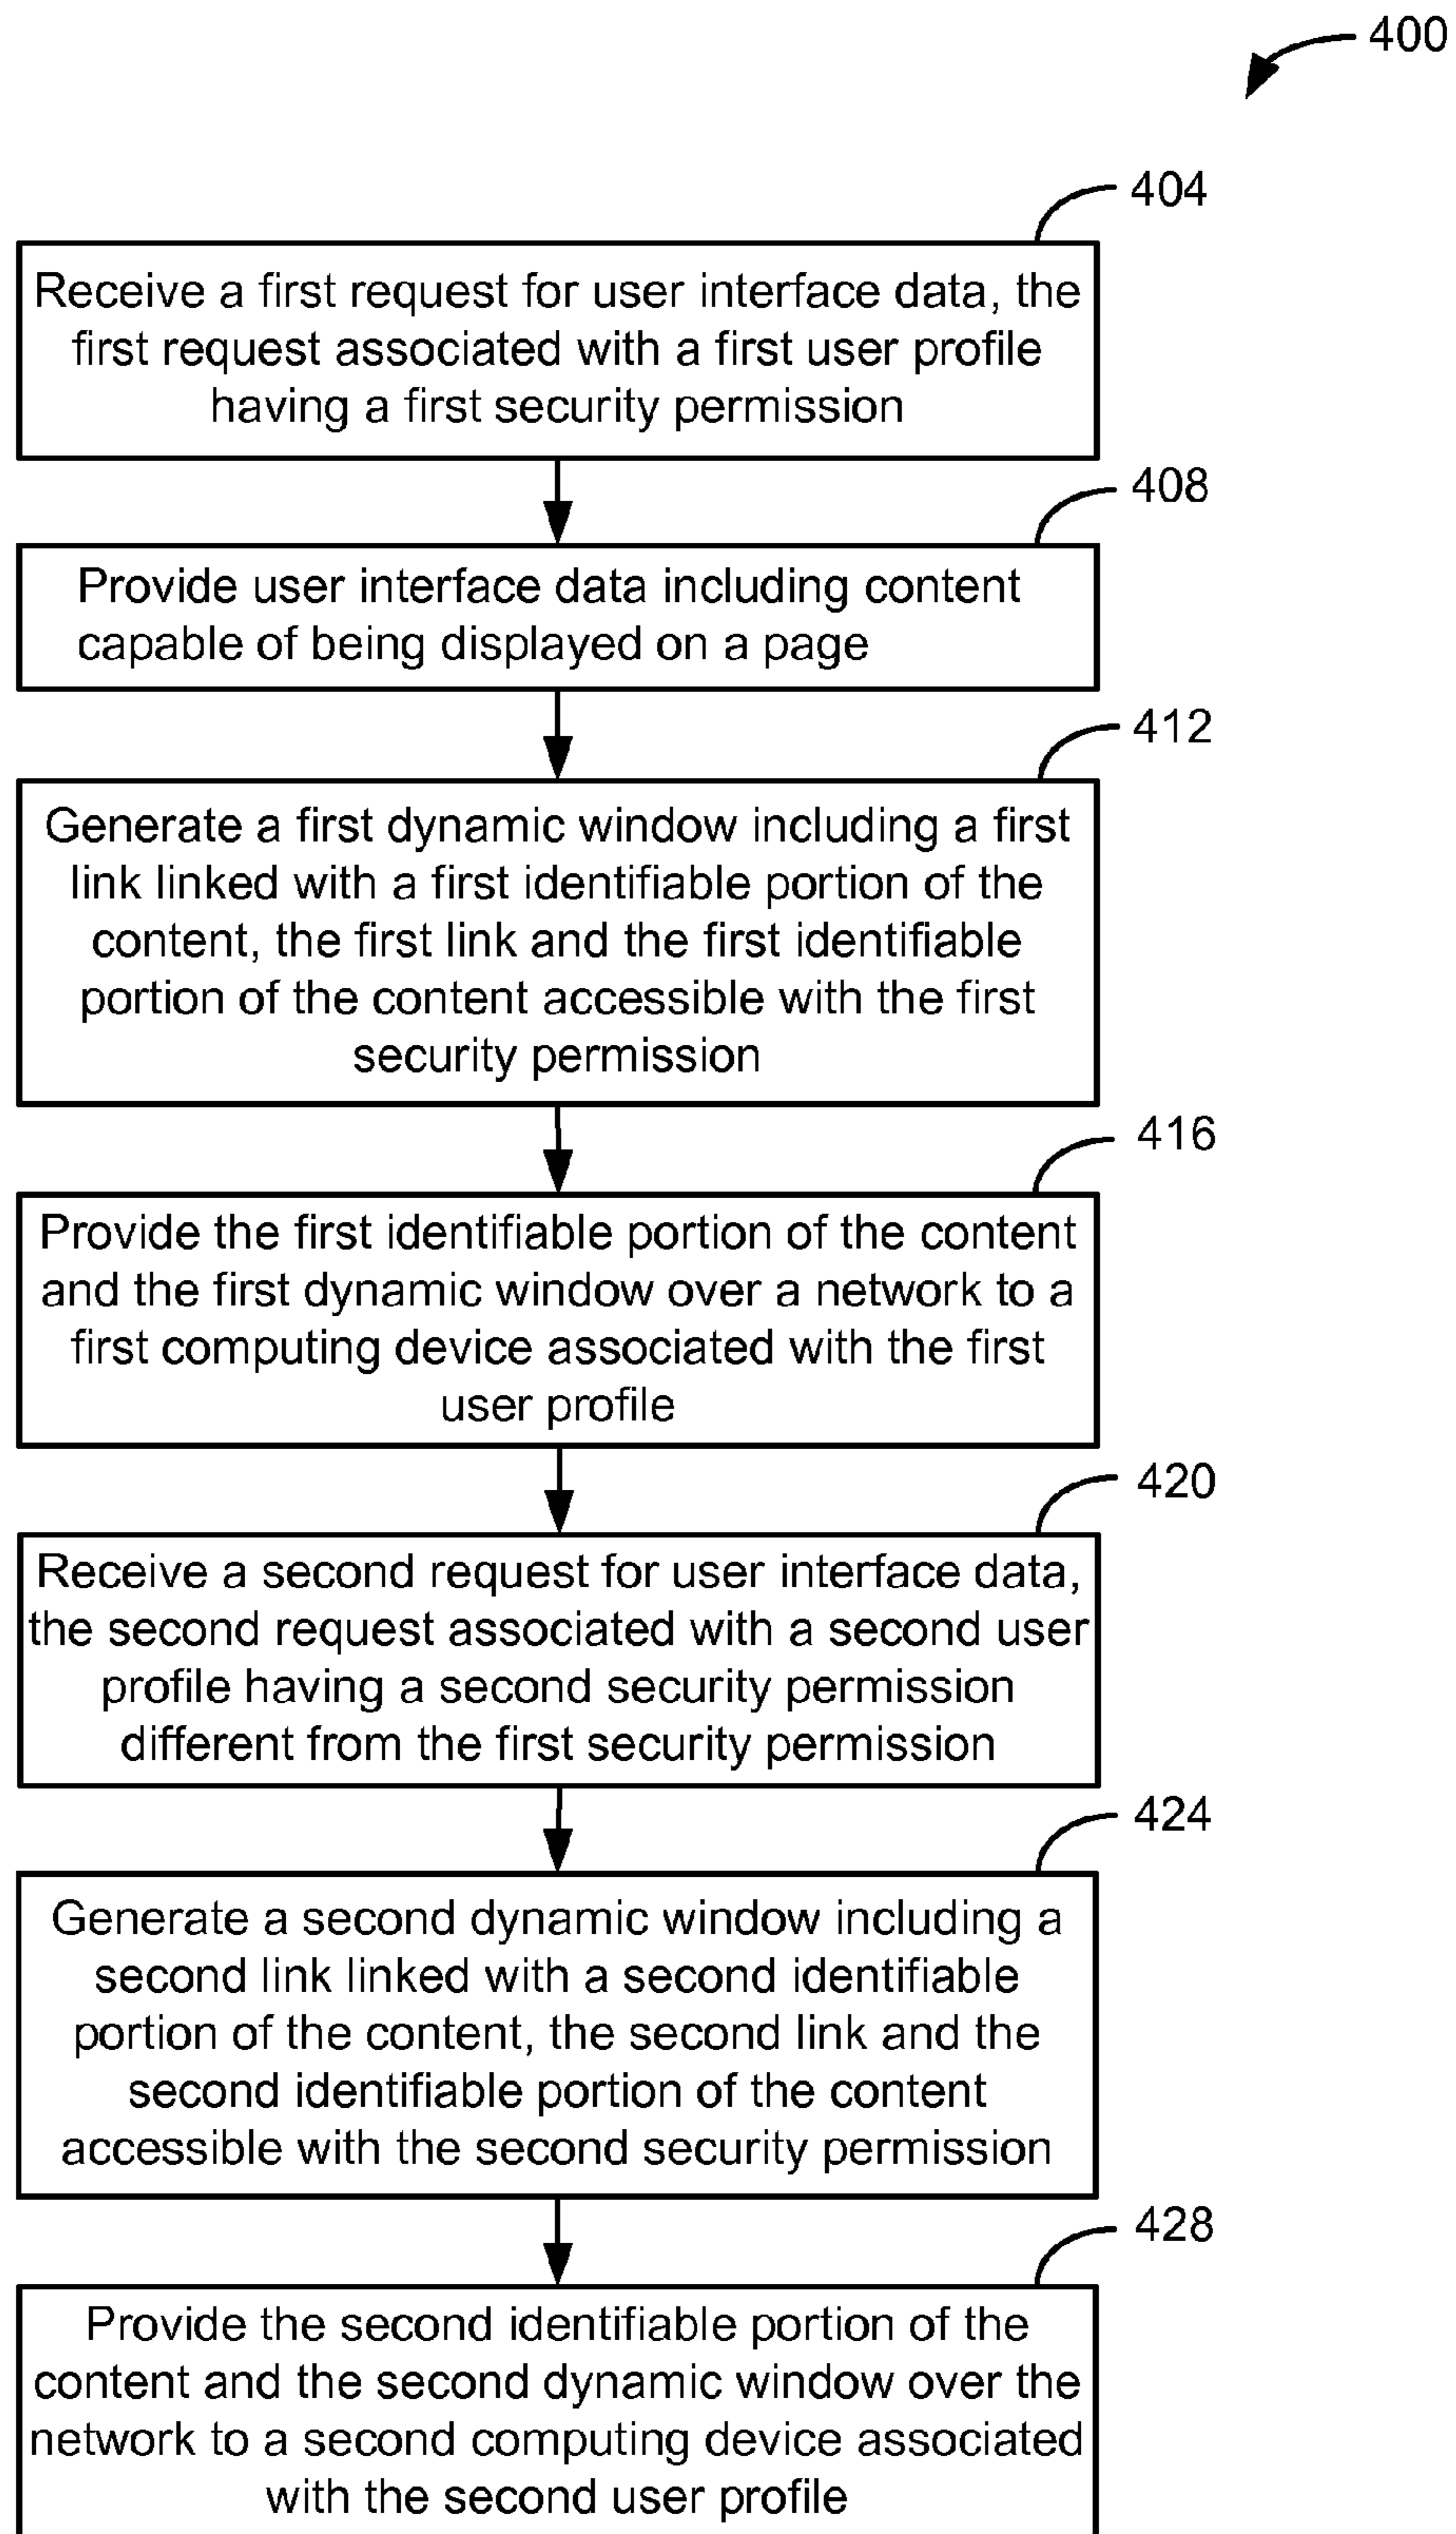 400
404
Receive a first request for user interface data, the
first request associated with a first user profile
having a first security permission
408
Provide user interface data including content
capable of being displayed on a page
412
Generate a first dynamic window including a first
link linked with a first identifiable portion of the
content, the first link and the first identifiable
portion of the content accessible with the first
security permission
416
Provide the first identifiable portion of the content
and the first dynamic window over a network to a
first computing device associated with the first
user profile
420
Receive a second request for user interface data,
the second request associated with a second user
profile having a second security permission
different from the first security permission
424
Generate a second dynamic window including a
second link linked with a second identifiable
portion of the content, the second link and the
second identifiable portion of the content
accessible with the second security permission
428
Provide the second identifiable portion of the
content and the second dynamic window over the
network to a second computing device associated
with the second user profile